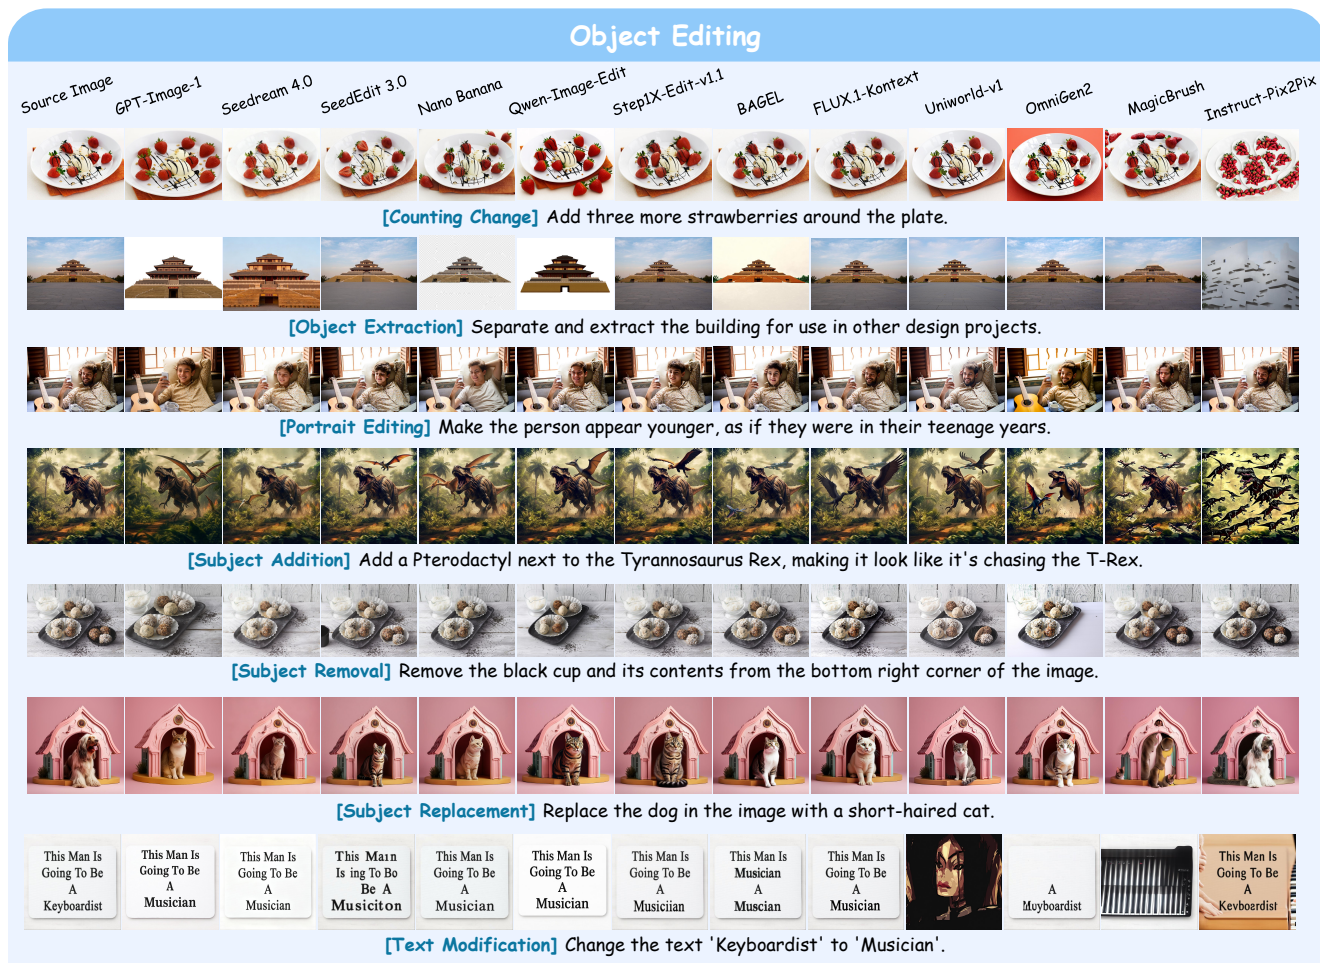 Object Editing
Source Image
GPT-Image-1
Seedream 4.0
SeedEdit 3.0
Nano Banana
Qwen-Image-Edit
Step1X-Edit-v1.1
BAGEL
FLUX.1-Kontext
Uniworld-v1
OmniGen2
MagicBrush
Instruct-Pix2Pix
[Counting Change] Add three more strawberries around the plate.
[Object Extraction] Separate and extract the building for use in other design projects.
[Portrait Editing] Make the person appear younger, as if they were in their teenage years.
[Subject Addition] Add a Pterodactyl next to the Tyrannosaurus Rex, making it look like it's chasing the T-Rex.
[Subject Removal] Remove the black cup and its contents from the bottom right corner of the image.
[Subject Replacement] Replace the dog in the image with a short-haired cat.
This Man Is
Going To Be
A
Keyboardist
This Man Is
Going To Be
A
Musician
This Man Is
Going To Be
A
Musician
This Main
Is ing To Bo
Be A
Musiciton
This Man Is
Going To Be
A
Musician
This Man Is
Going To Be
A
Musician
This Man Is
Going To Be
A
Musiciian
This Man Is
Musician
A
Muscian
This Man Is
Going To Be
A
Musician
A
Muyboardist
This Man Is
Going To Be
A
Keyboardist
[Text Modification] Change the text 'Keyboardist' to 'Musician'.